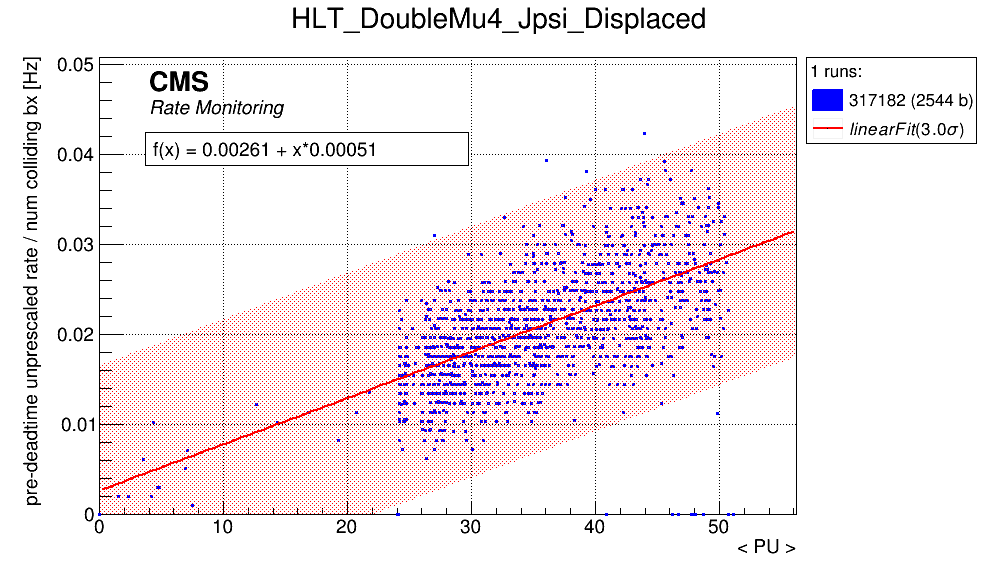 HLT_DoubleMu4_Jpsi_Displaced
pre-deadtime unprescaled rate / num colliding bx [Hz]
0.05
0.04
0.03
0.02
0.01
0
CMS
Rate Monitoring
f(x) = 0.00261 + x*0.00051
1 runs:
317182 (2544 b)
linearFit(3.0σ)
0 10 20 30 40 50
< PU >